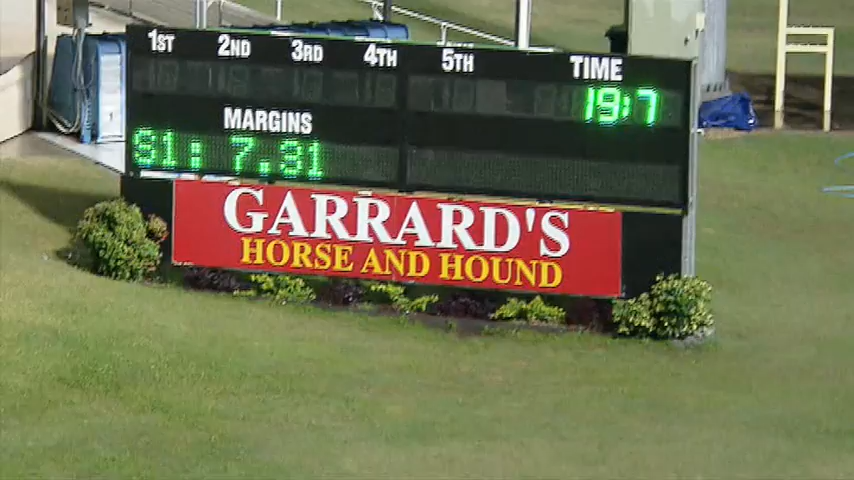 1ST 2ND 3RD 4TH 5TH TIME
19:7
MARGINS
S1: 7.31
GARRARD'S
HORSE AND HOUND